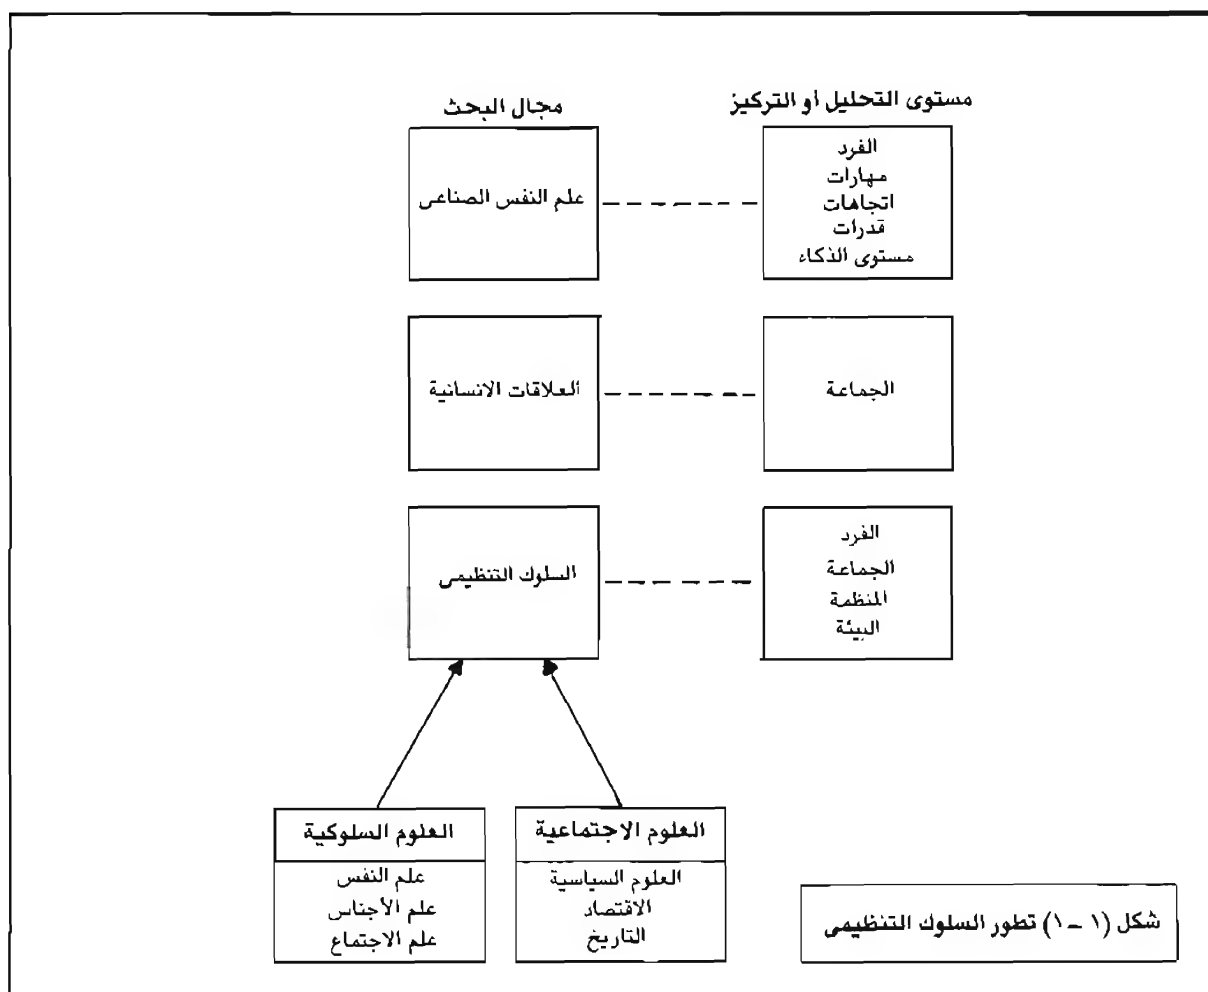 مستوى التحليل أو التركيز
مجال البحث
الفرد
مهارات
اتجاهات
قدرات
مستوى الذكاء
علم النفس الصناعى
الجماعة
العلاقات الانسانية
الفرد
الجماعة
المنظمة
البيئة
السلوك التنظيمى
العلوم الاجتماعية
العلوم السياسية
الاقتصاد
التاريخ
العلوم السلوكية
علم النفس
علم الأجناس
علم الاجتماع
شكل (١ – ١) تطور السلوك التنظيمى